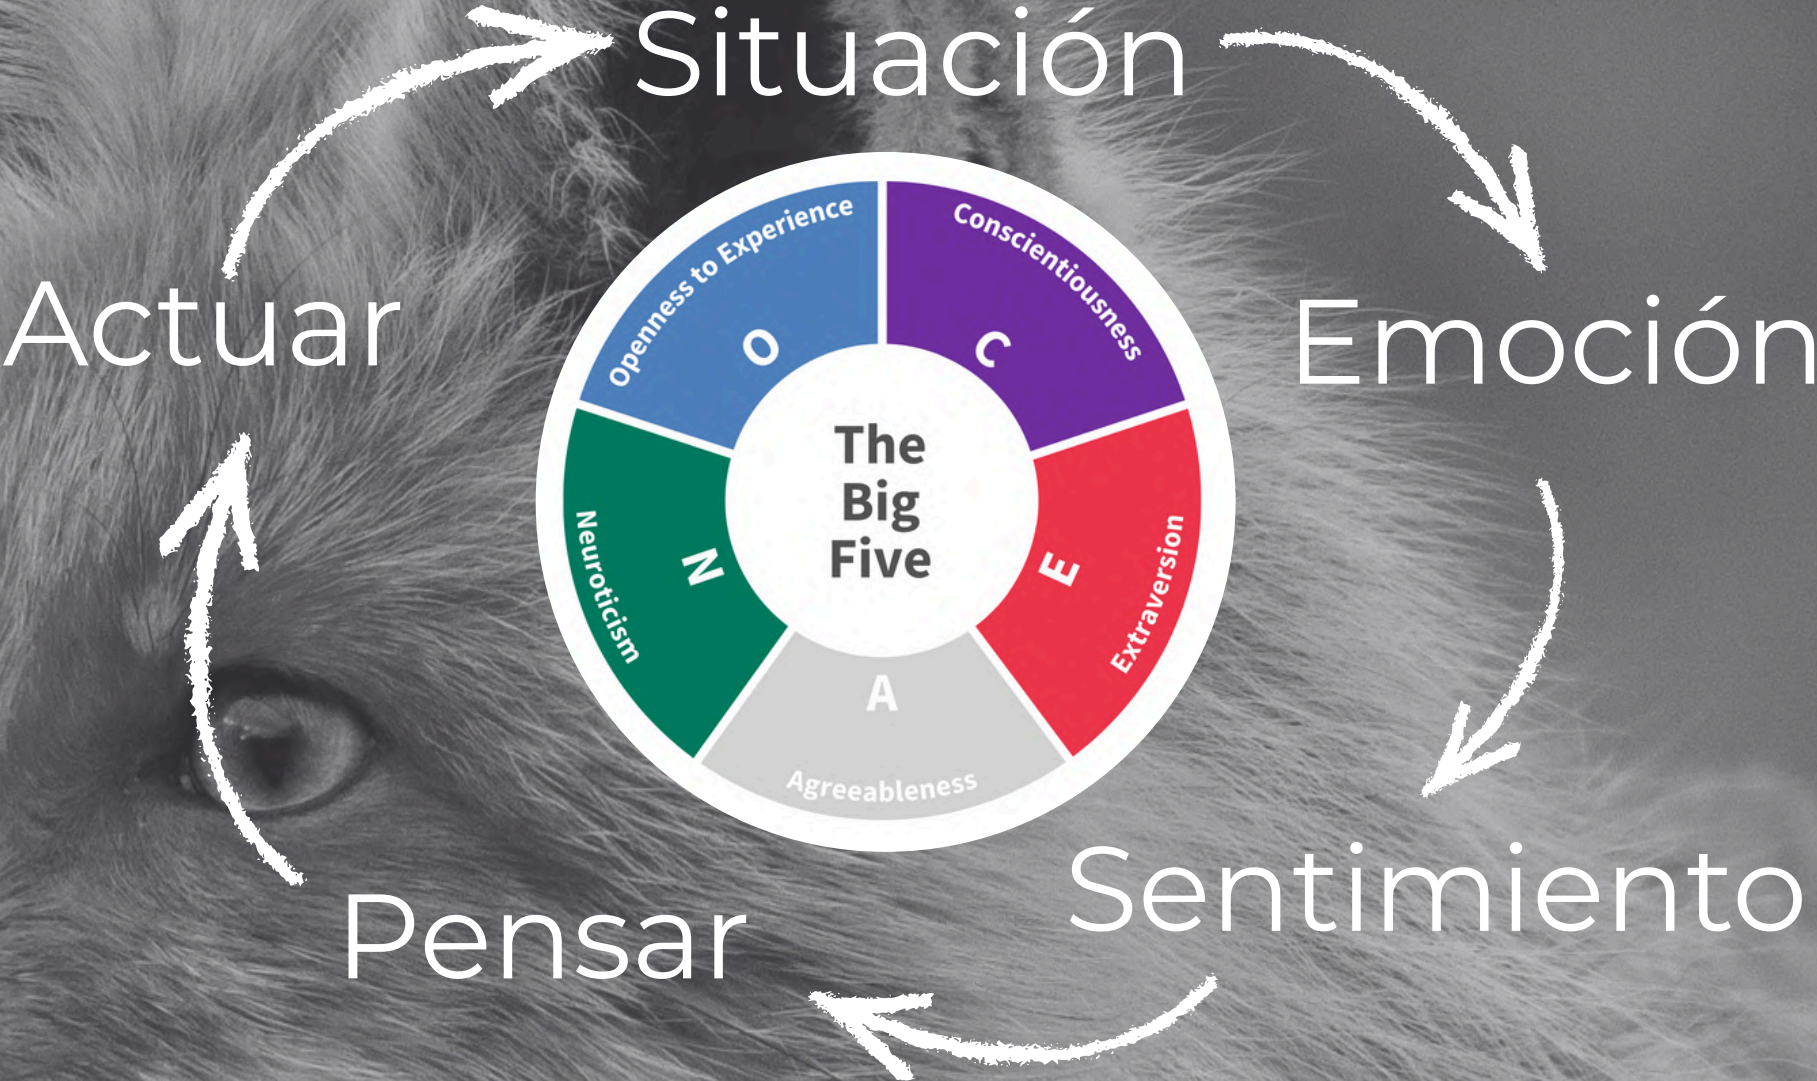 Situación
Actuar
Emoción
Sentimiento
Pensar
Openness to Experience
O
Conscientiousness
C
Extraversion
E
Agreeableness
A
Neuroticism
N
The
Big
Five